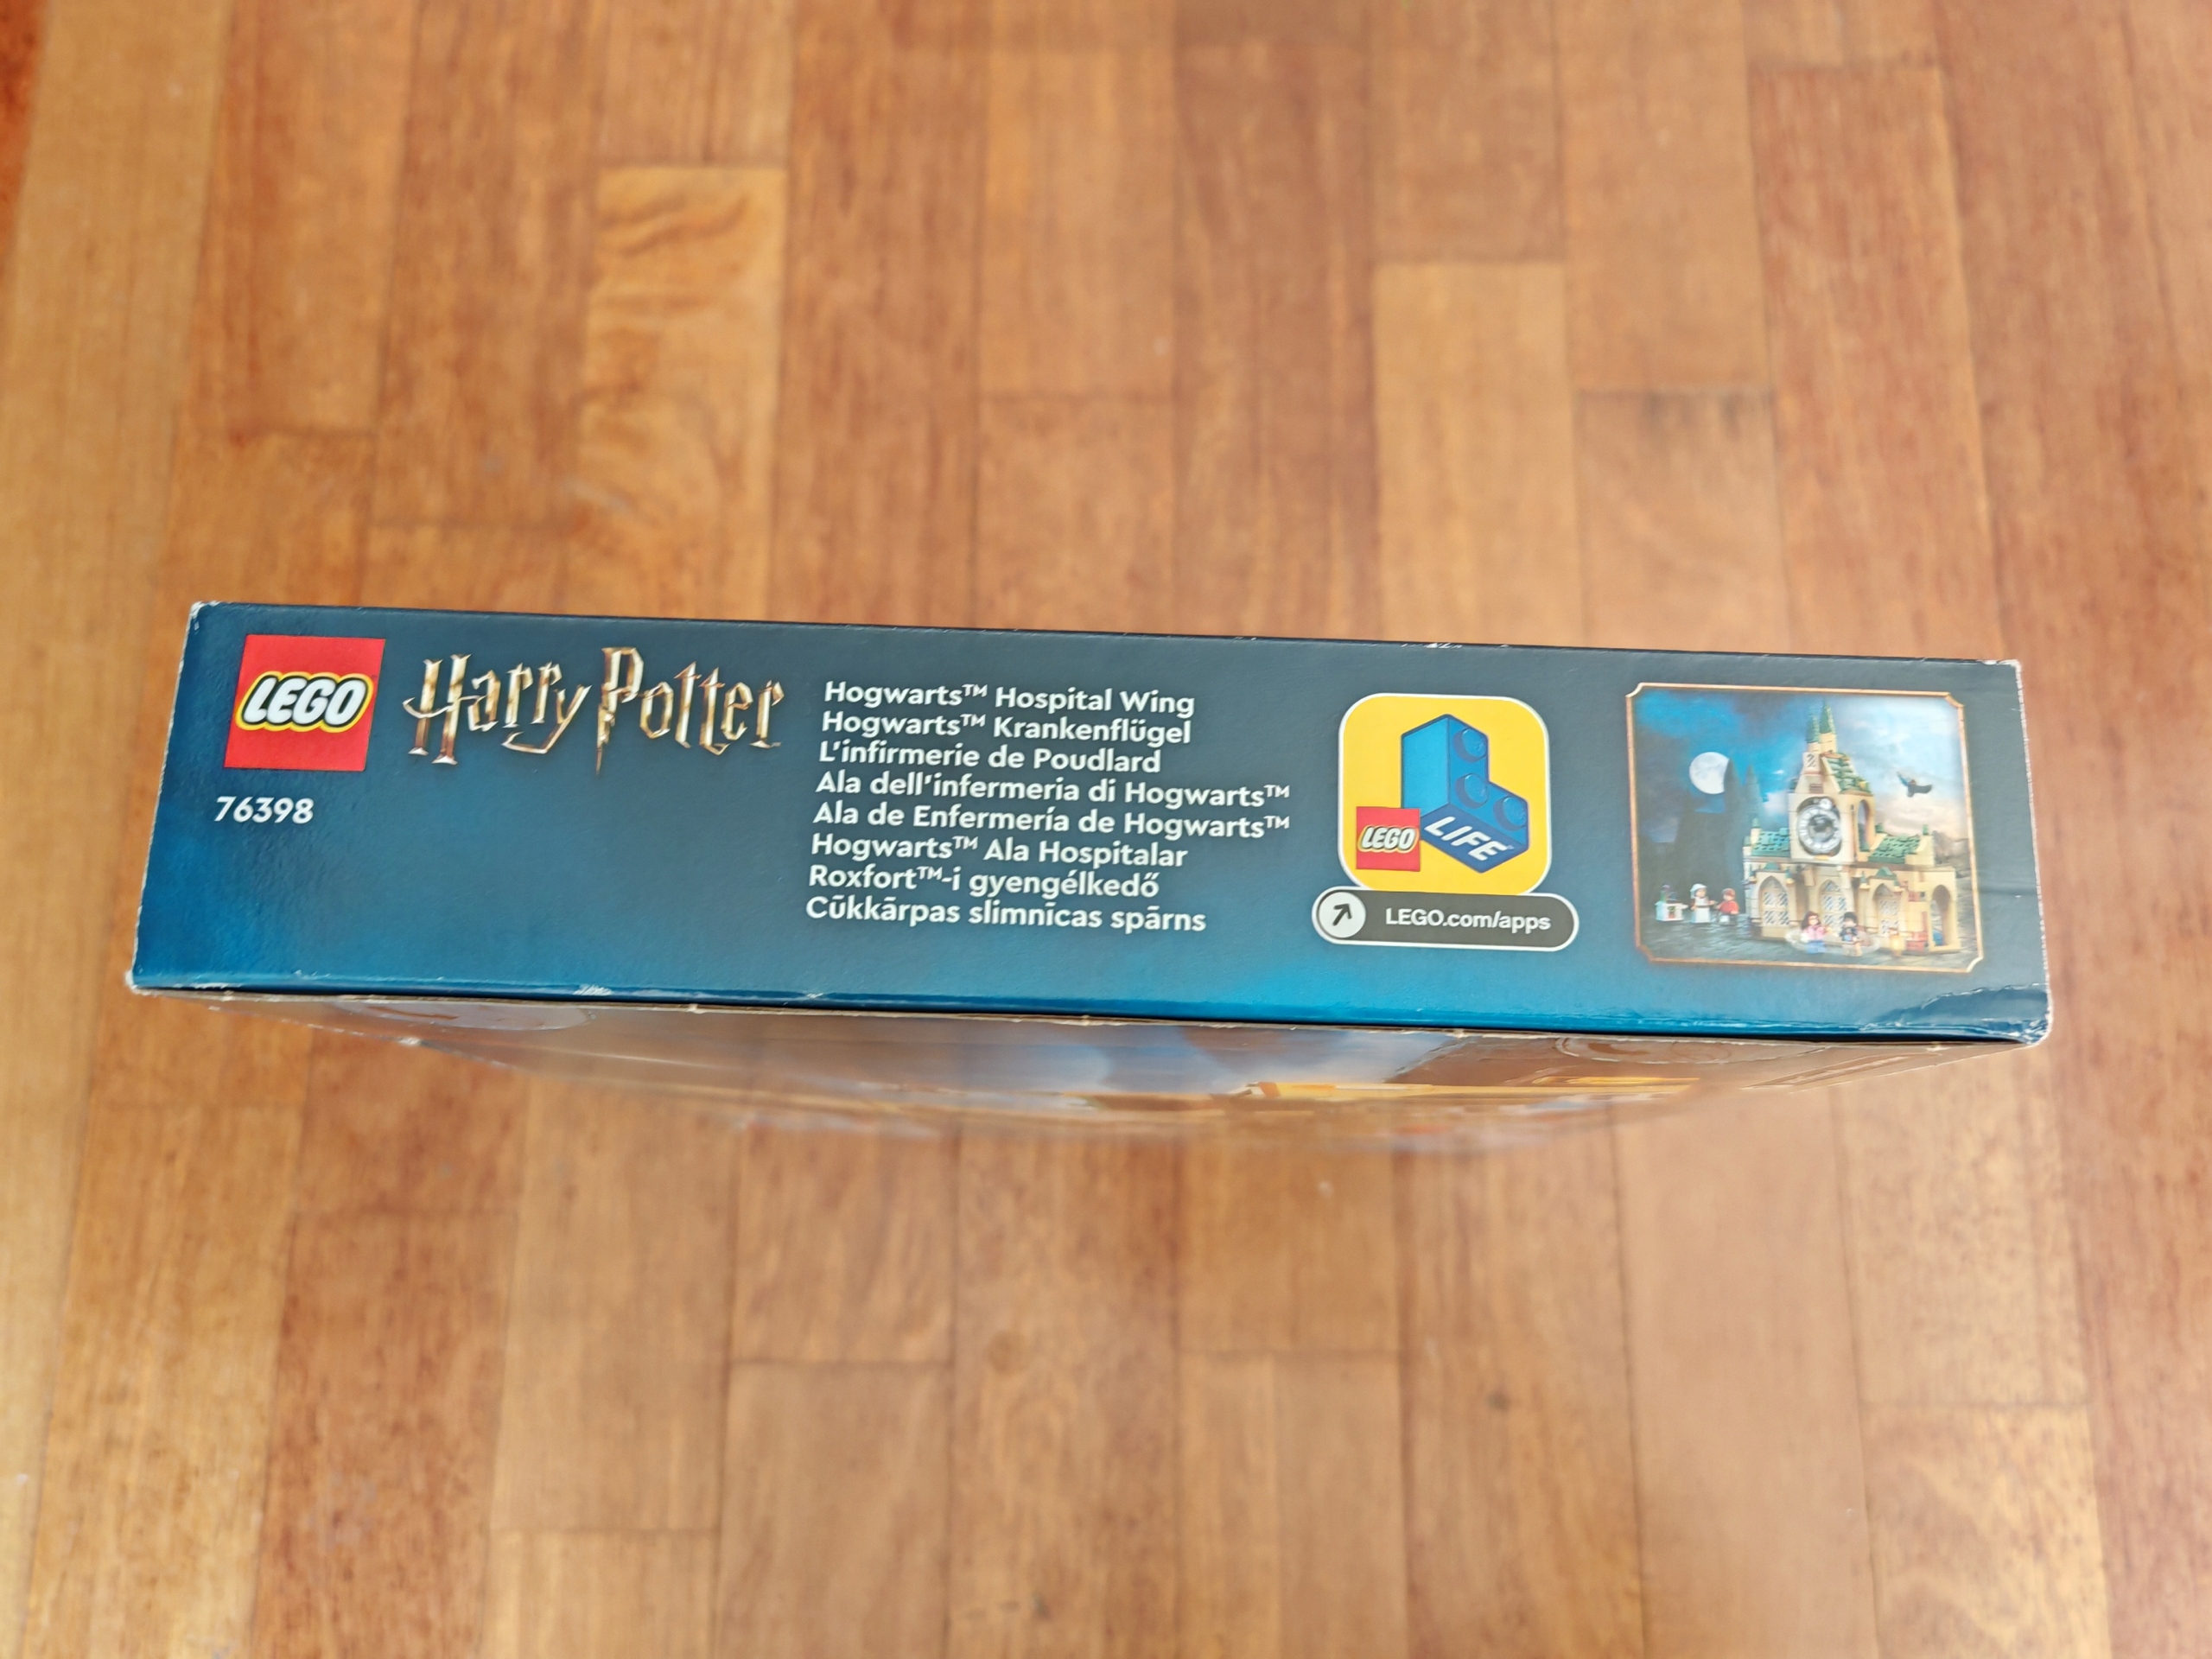 LEGO
Harry Potter
76398
Hogwarts™ Hospital Wing
Hogwarts™ Krankenflügel
L'infirmerie de Poudlard
Ala dell'infermeria di Hogwarts™
Ala de Enfermería de Hogwarts™
Hogwarts™ Ala Hospitalar
Roxfort™-i gyengélkedő
Cūkkārpas slimnīcas spārns
LEGO
LIFE
LEGO.com/apps